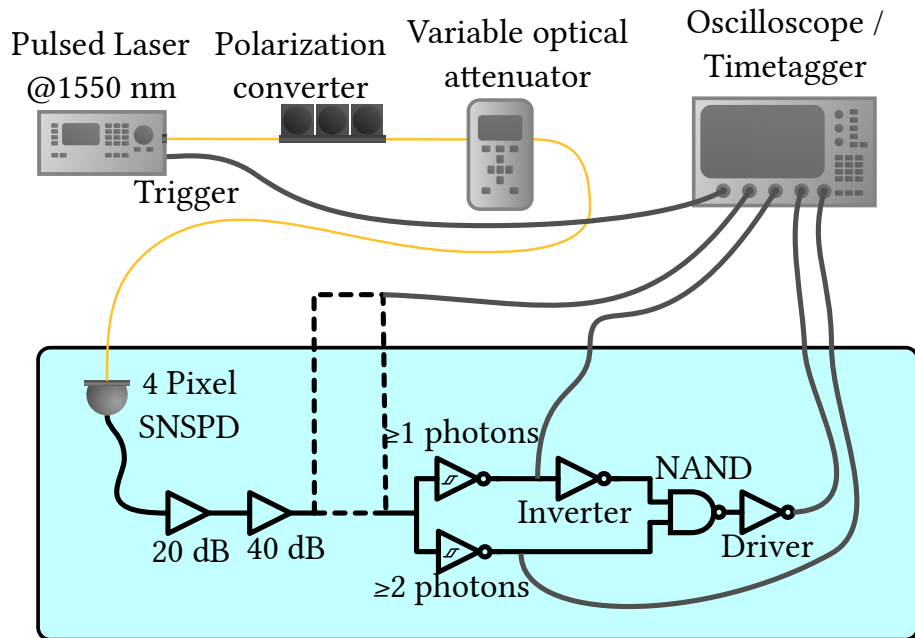 Pulsed Laser
@1550 nm
Polarization
converter
Variable optical
attenuator
Oscilloscope /
Timetagger
Trigger
4 Pixel
SNSPD
≥1 photons
NAND
Inverter
20 dB
40 dB
Driver
≥2 photons